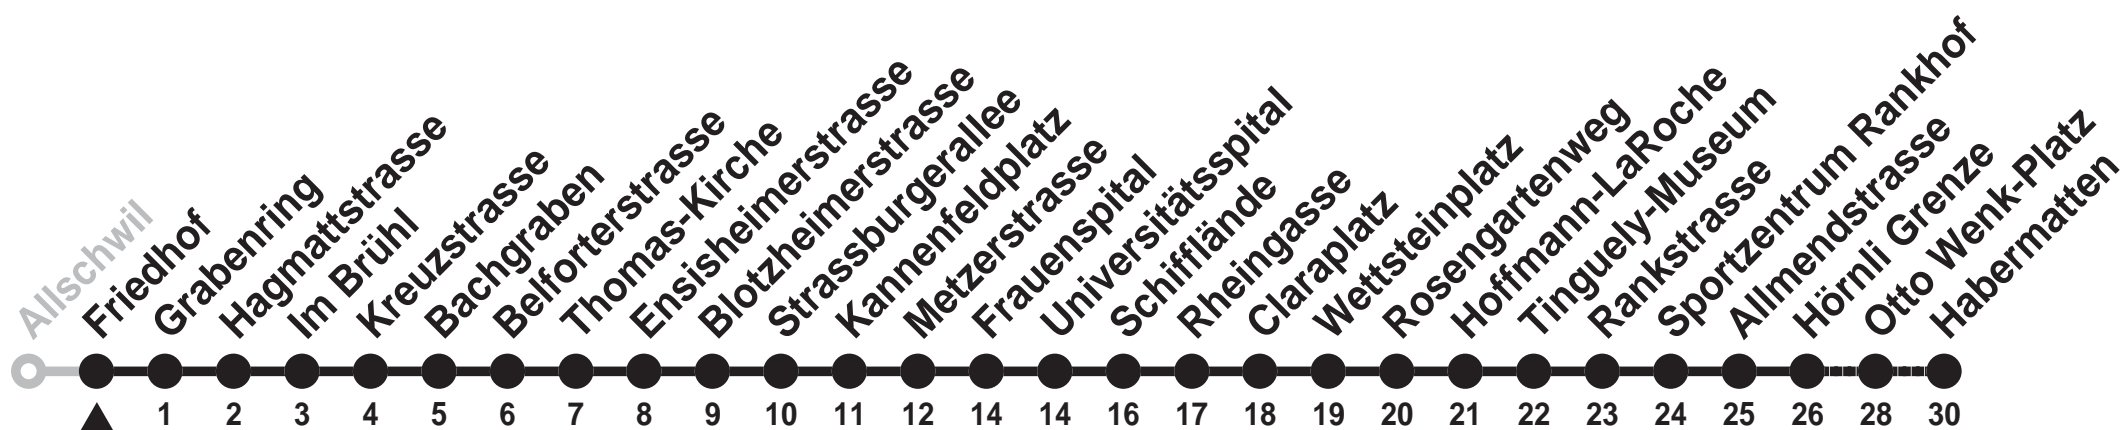 Allschwil
Friedhof
Grabenring
Hagmattstrasse
Im Brühl
Kreuzstrasse
Bachgraben
Belforterstrasse
Thomas-Kirche
Ensisheimerstrasse
Blotzheimerstrasse
Strassburgerallee
Kannenfeldplatz
Metzerstrasse
Frauenspital
Universitätsspital
Schifflände
Rheingasse
Claraplatz
Wettsteinplatz
Rosengartenweg
Hoffmann-LaRoche
Tinguely-Museum
Rankstrasse
Sportzentrum Rankhof
Allmendstrasse
Hörnli Grenze
Otto Wenk-Platz
Habermatten
1 2 3 4 5 6 7 8 9 10 11 12 14 14 16 17 18 19 20 21 22 23 24 25 26 28 30